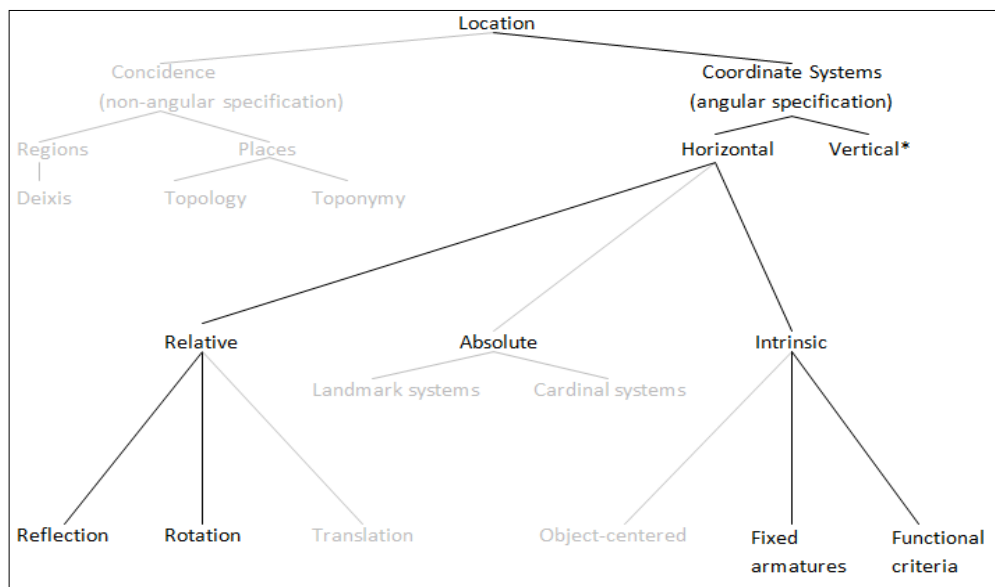 Location
Concidence
(non-angular specification)
Coordinate Systems
(angular specification)
Regions
Places
Horizontal
Vertical*
Deixis
Topology
Toponymy
Relative
Absolute
Intrinsic
Landmark systems
Cardinal systems
Reflection
Rotation
Translation
Object-centered
Fixed
armatures
Functional
criteria